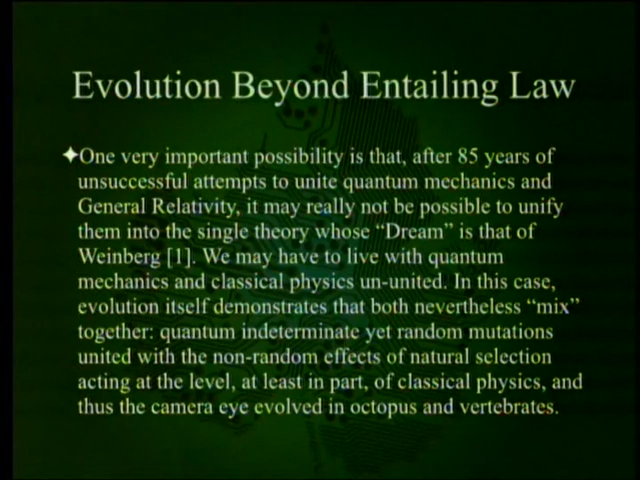 Evolution Beyond Entailing Law
✦One very important possibility is that, after 85 years of
unsuccessful attempts to unite quantum mechanics and
General Relativity, it may really not be possible to unify
them into the single theory whose “Dream” is that of
Weinberg [1]. We may have to live with quantum
mechanics and classical physics un-united. In this case,
evolution itself demonstrates that both nevertheless “mix”
together: quantum indeterminate yet random mutations
united with the non-random effects of natural selection
acting at the level, at least in part, of classical physics, and
thus the camera eye evolved in octopus and vertebrates.